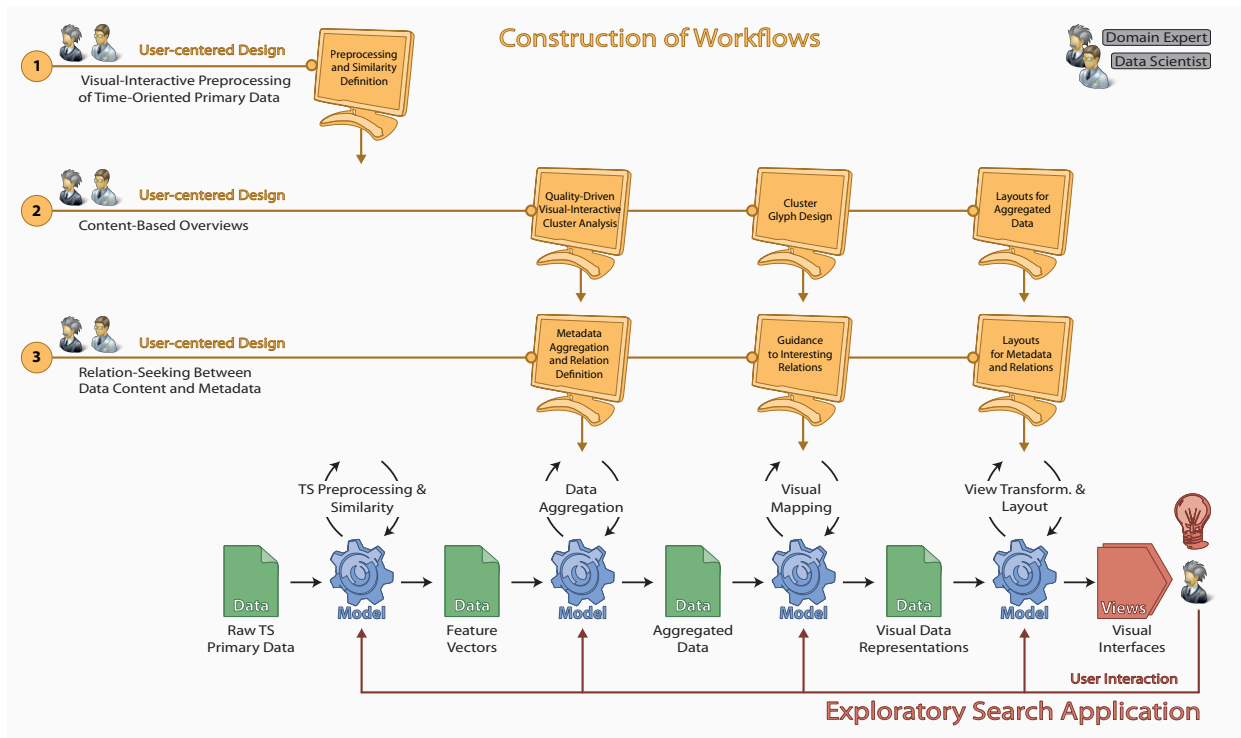 Construction of Workflows
Domain Expert
Data Scientist
1
User-centered Design
Visual-Interactive Preprocessing
of Time-Oriented Primary Data
Preprocessing
and Similarity
Definition
2
User-centered Design
Content-Based Overviews
Quality-Driven
Visual-Interactive
Cluster Analysis
Cluster
Glyph Design
Layouts for
Aggregated
Data
3
User-centered Design
Relation-Seeking Between
Data Content and Metadata
Metadata
Aggregation
and Relation
Definition
Guidance
to Interesting
Relations
Layouts
for Metadata
and Relations
TS Preprocessing &
Similarity
Data
Aggregation
Visual
Mapping
View Transform. &
Layout
Data
Model
Data
Model
Data
Model
Data
Model
Views
Raw TS
Primary Data
Feature
Vectors
Aggregated
Data
Visual Data
Representations
Visual
Interfaces
User Interaction
Exploratory Search Application